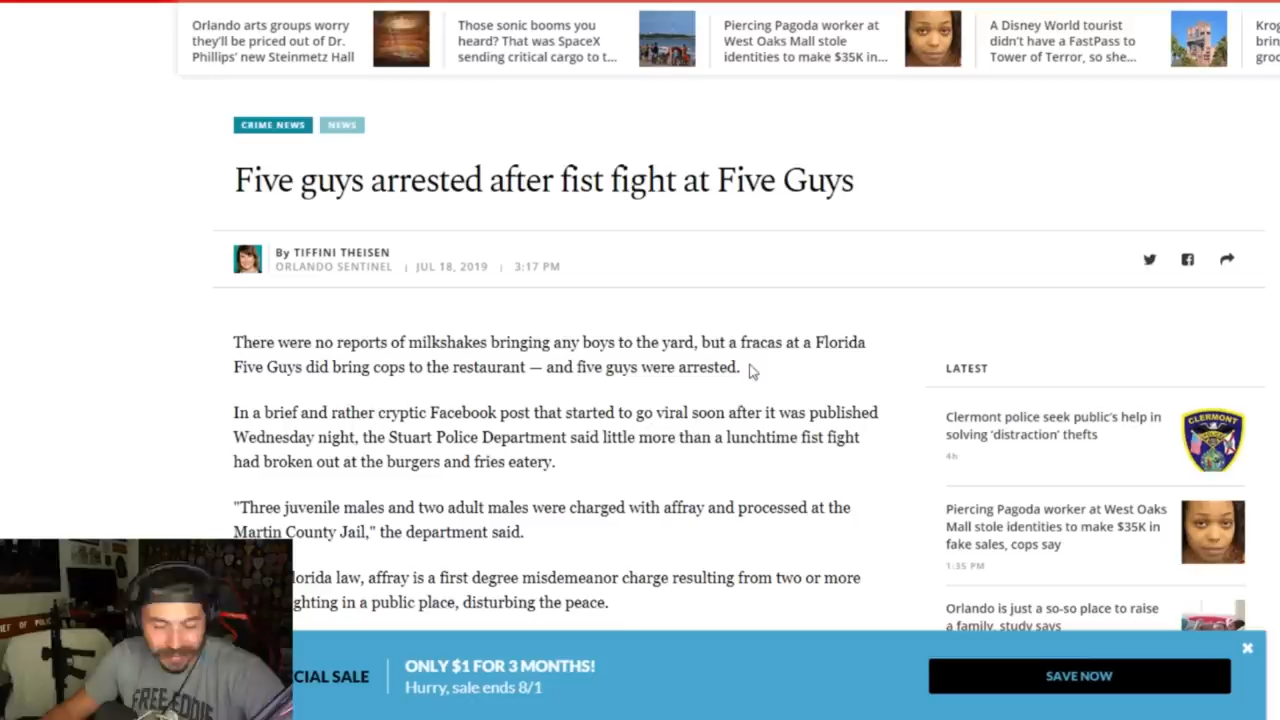 Orlando arts groups worry
they'll be priced out of Dr.
Phillips' new Steinmetz Hall
Those sonic booms you
heard? That was SpaceX
sending critical cargo to t...
Piercing Pagoda worker at
West Oaks Mall stole
identities to make $35K in...
A Disney World tourist
didn't have a FastPass to
Tower of Terror, so she...
CRIME NEWS
NEWS
Five guys arrested after fist fight at Five Guys
By TIFFINI THEISEN
ORLANDO SENTINEL | JUL 18, 2019 | 3:17 PM
There were no reports of milkshakes bringing any boys to the yard, but a fracas at a Florida
Five Guys did bring cops to the restaurant — and five guys were arrested.
In a brief and rather cryptic Facebook post that started to go viral soon after it was published
Wednesday night, the Stuart Police Department said little more than a lunchtime fist fight
had broken out at the burgers and fries eatery.
"Three juvenile males and two adult males were charged with affray and processed at the
Martin County Jail," the department said.
lorida law, affray is a first degree misdemeanor charge resulting from two or more
ghting in a public place, disturbing the peace.
LATEST
Clermont police seek public's help in
solving 'distraction' thefts
4h
CLERMONT
Piercing Pagoda worker at West Oaks
Mall stole identities to make $35K in
fake sales, cops say
1:35 PM
Orlando is just a so-so place to raise
a family, study says
CIAL SALE
ONLY $1 FOR 3 MONTHS!
Hurry, sale ends 8/1
SAVE NOW
FREE EDDIE